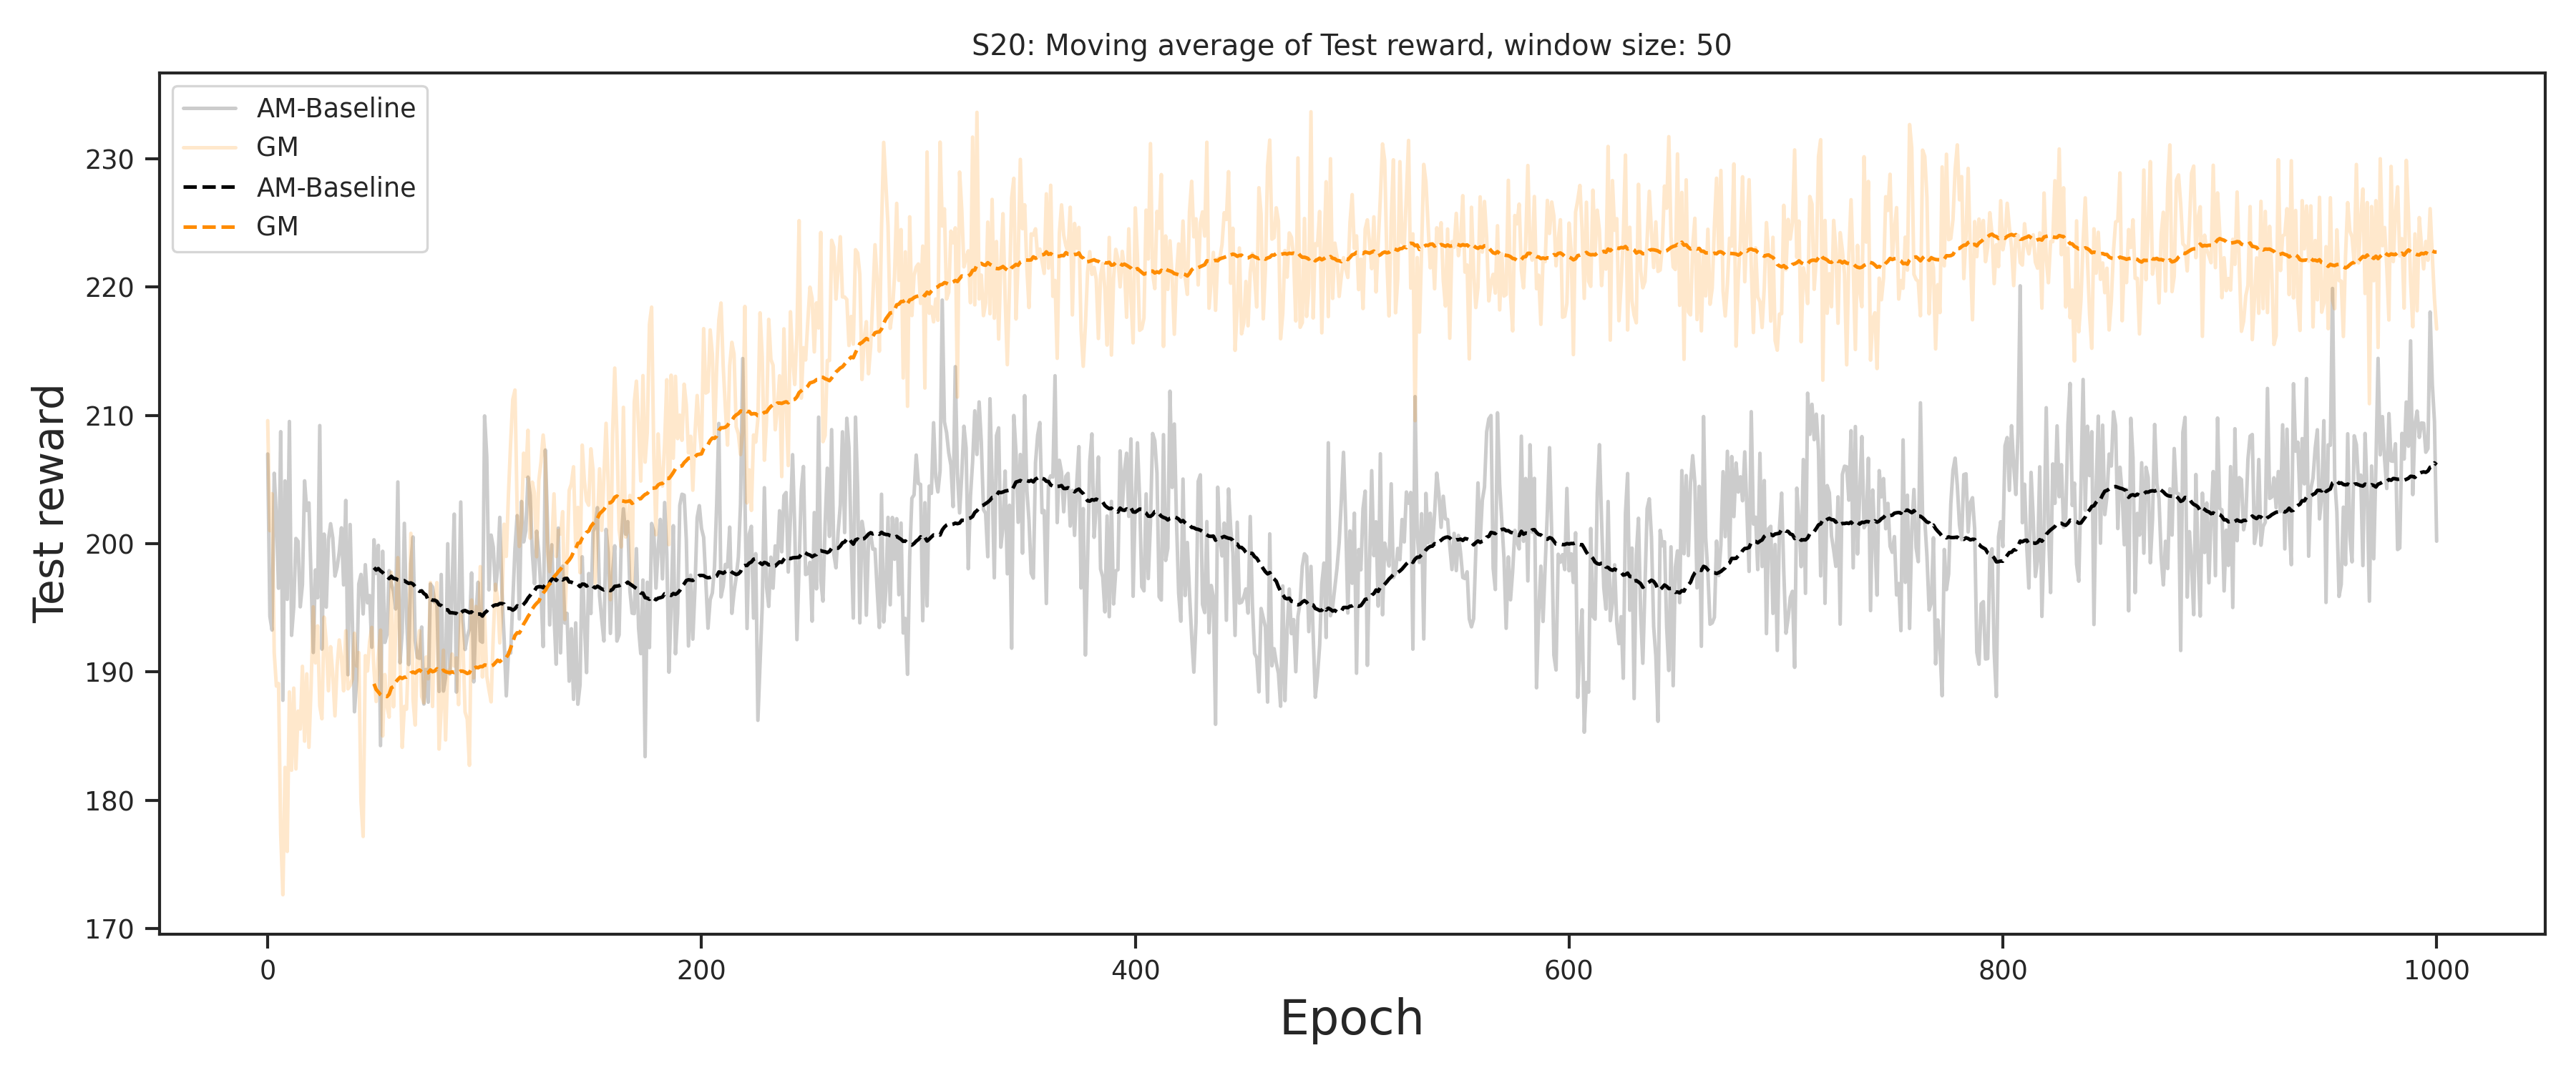 S20: Moving average of Test reward, window size: 50
AM-Baseline
GM
AM-Baseline
GM
230
220
210
200
190
180
170
Test reward
0 200 400 600 800 1000
Epoch